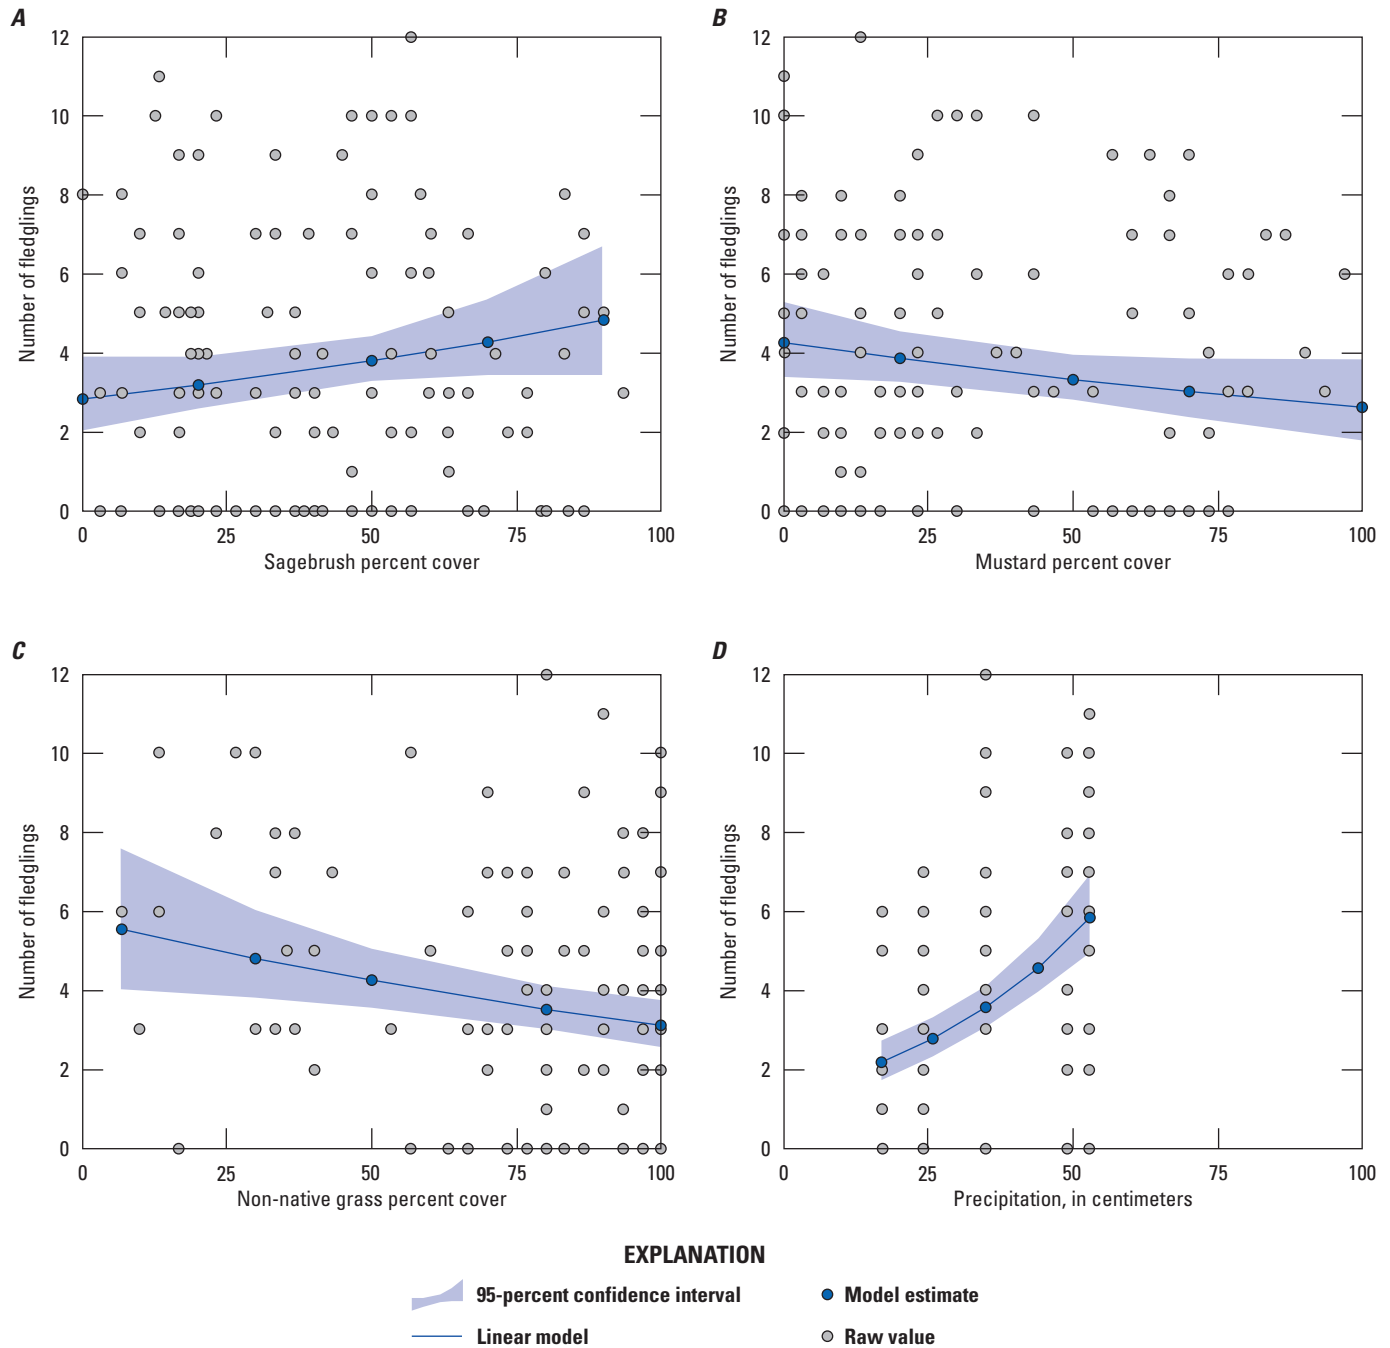 A
12
10
8
6
4
2
0
Number of fledglings
0 25 50 75 100
Sagebrush percent cover
B
12
10
8
6
4
2
0
Number of fledglings
0 25 50 75 100
Mustard percent cover
C
12
10
8
6
4
2
0
Number of fledglings
0 25 50 75 100
Non-native grass percent cover
D
12
10
8
6
4
2
0
Number of fledglings
0 25 50 75 100
Precipitation, in centimeters
EXPLANATION
95-percent confidence interval
Linear model
Model estimate
Raw value